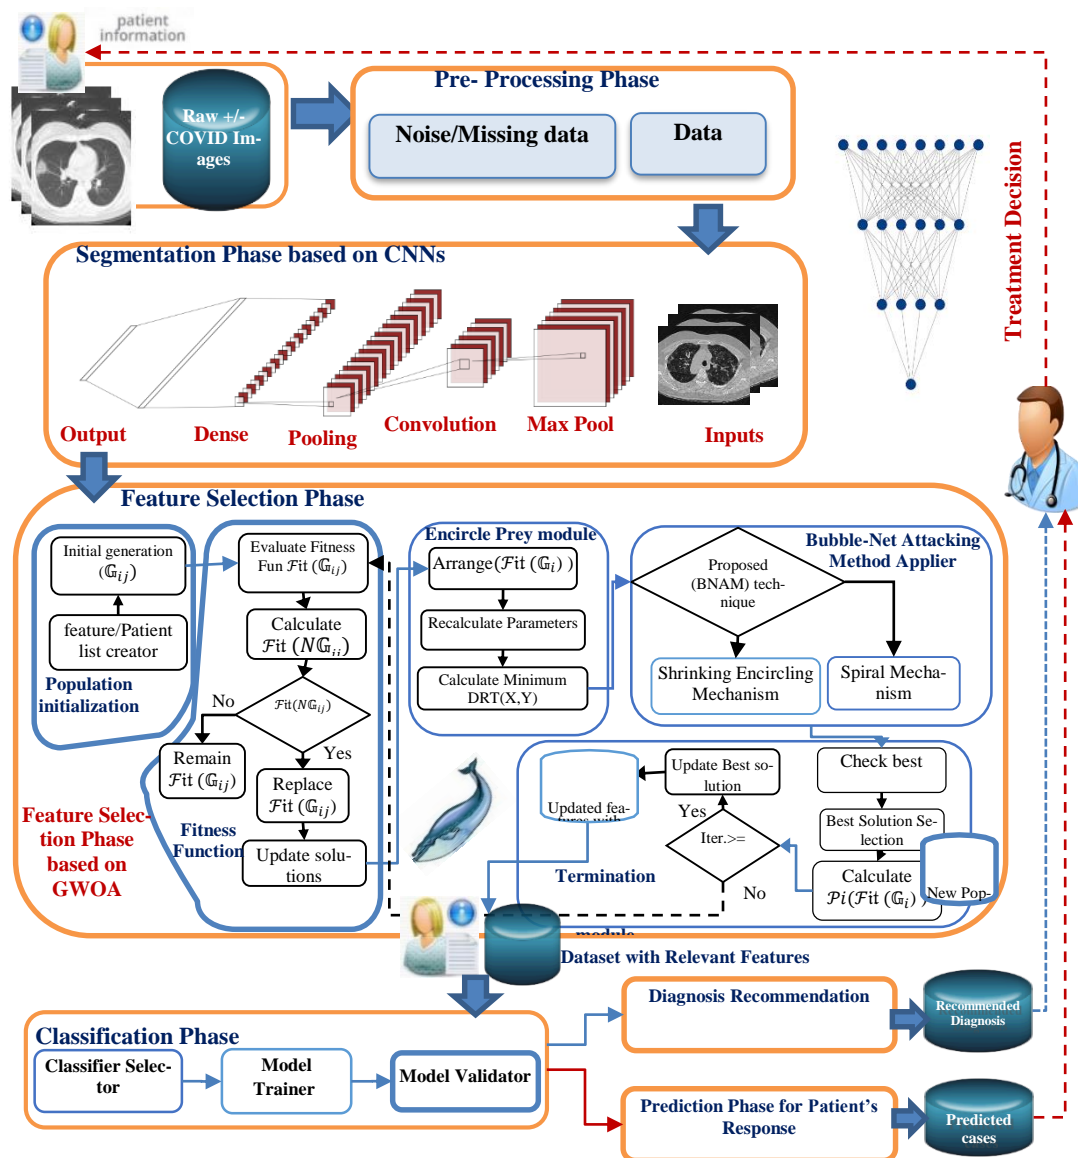 patient
information
Raw +/-
COVID Im-
ages
Pre- Processing Phase
Noise/Missing data
Data
Treatment Decision
Segmentation Phase based on CNNs
Output
Dense
Pooling
Convolution
Max Pool
Inputs
Feature Selection Phase
Initial generation
(𝔾ij)
feature/Patient
list creator
Population
initialization
Evaluate Fitness
Fun ℱit (𝔾ij)
Calculate
ℱit (N𝔾ij)
ℱit(N𝔾ij)
No
Yes
Remain
ℱit (𝔾ij)
Replace
ℱit (𝔾ij)
Fitness
Function
Update solu-
tions
Feature Selec-
tion Phase
based on
GWOA
Encircle Prey module
Arrange(ℱit (𝔾i) )
Recalculate Parameters
Calculate Minimum
DRT(X,Y)
Bubble-Net Attacking
Method Applier
Proposed
(BNAM) tech-
nique
Shrinking Encircling
Mechanism
Spiral Mecha-
nism
Check best
Best Solution Se-
lection
Calculate
𝒫i(ℱit (𝔾i) )
New Pop-
Iter.>=
Yes
No
Update Best so-
lution
Updated fea-
tures with
Termination
module
Dataset with Relevant Features
Classification Phase
Classifier Selec-
tor
Model
Trainer
Model Validator
Diagnosis Recommendation
Recommended
Diagnosis
Prediction Phase for Patient's
Response
Predicted
cases